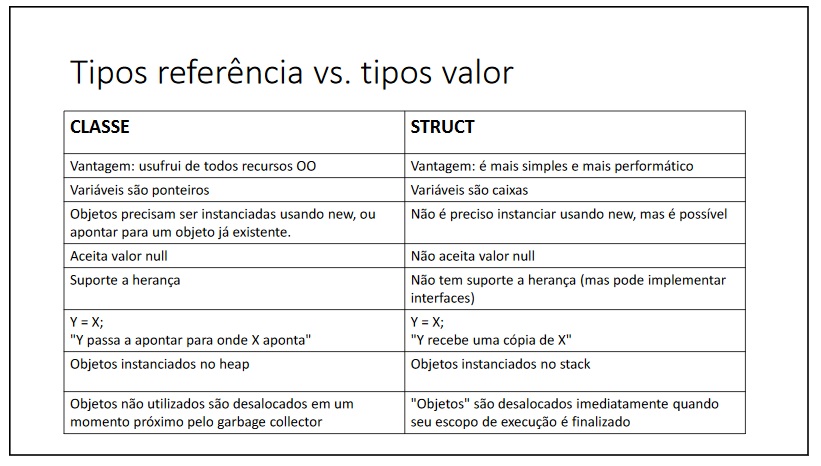 Tipos referência vs. tipos valor
CLASSE
STRUCT
Vantagem: usufrui de todos recursos OO
Vantagem: é mais simples e mais performático
Variáveis são ponteiros
Variáveis são caixas
Objetos precisam ser instanciadas usando new, ou
apontar para um objeto já existente.
Não é preciso instanciar usando new, mas é possível
Aceita valor null
Não aceita valor null
Suporte a herança
Não tem suporte a herança (mas pode implementar
interfaces)
Y = X;
"Y passa a apontar para onde X aponta"
Y = X;
"Y recebe uma cópia de X"
Objetos instanciados no heap
Objetos instanciados no stack
Objetos não utilizados são desalocados em um
momento próximo pelo garbage collector
"Objetos" são desalocados imediatamente quando
seu escopo de execução é finalizado